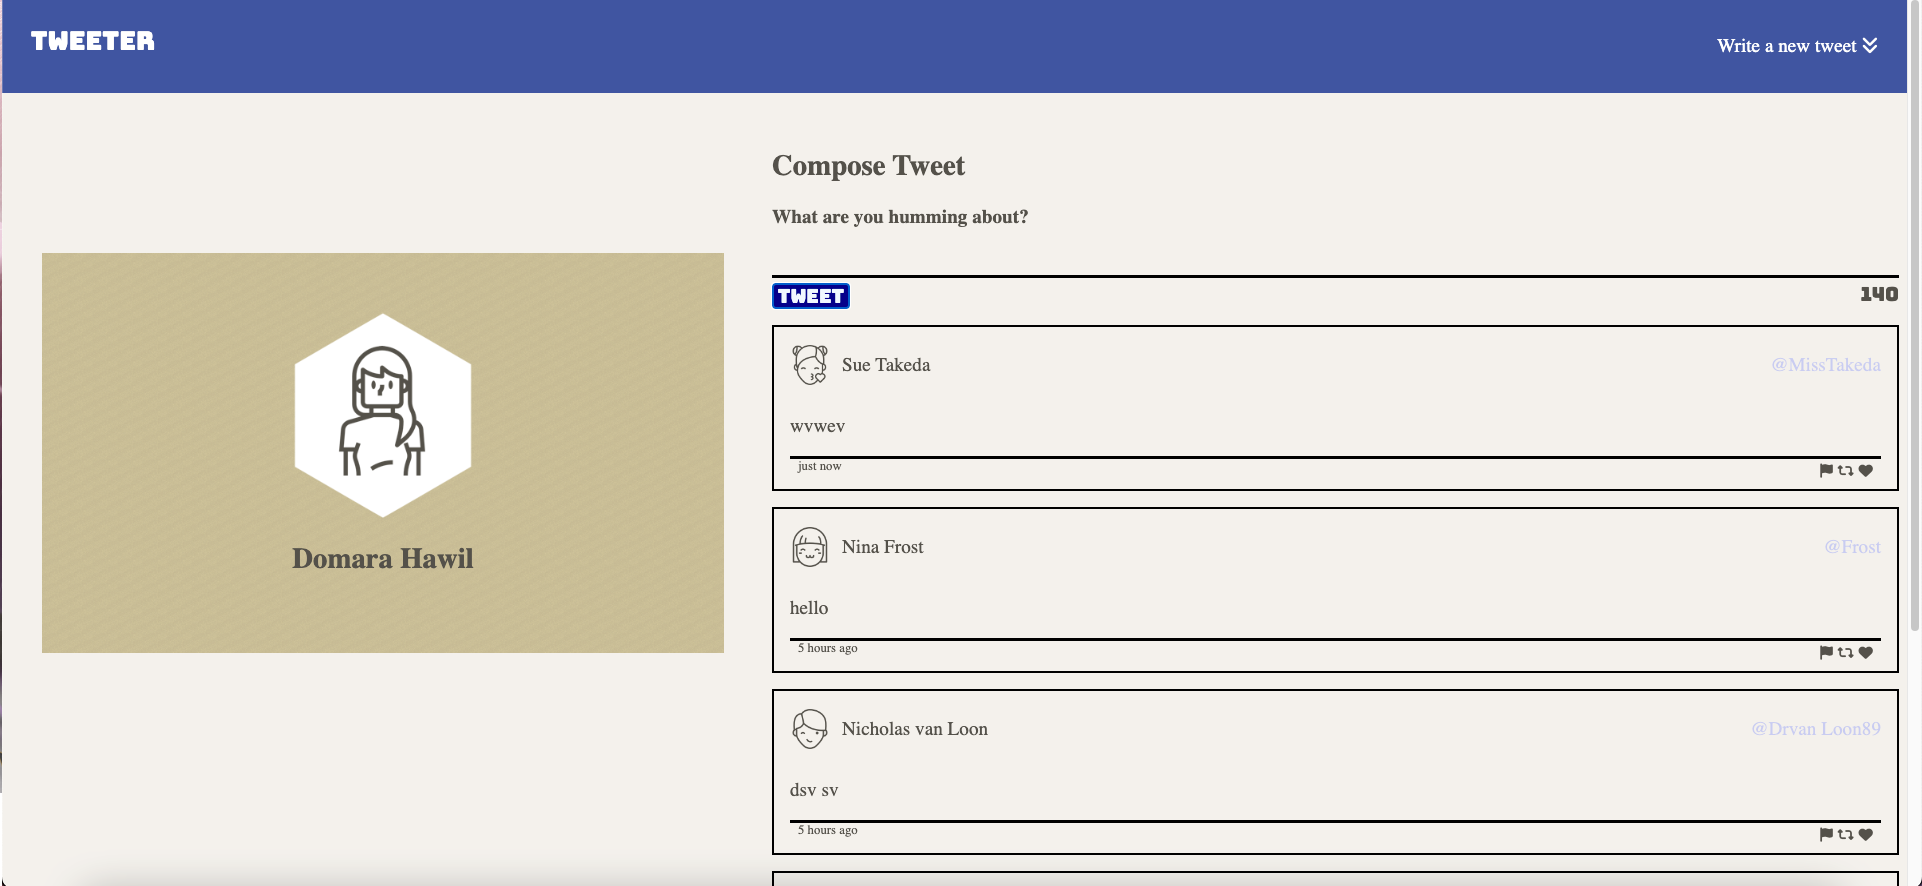 TWEETER
Write a new tweet
Domara Hawil
Compose Tweet
What are you humming about?
TWEET
140
Sue Takeda
@MissTakeda
wvwev
just now
Nina Frost
@Frost
hello
5 hours ago
Nicholas van Loon
@Drvan Loon89
dsv sv
5 hours ago